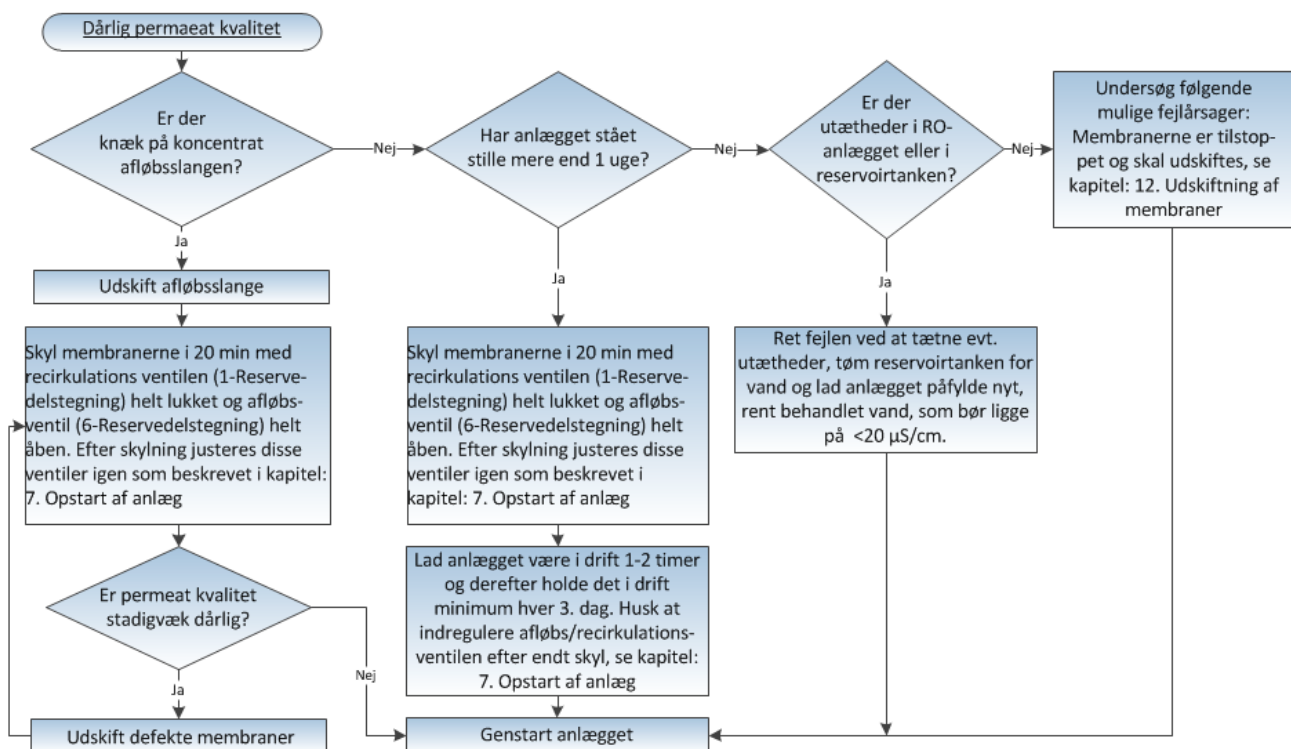 Dårlig permaeat kvalitet
Er der
knæk på koncentrat
afløbsslangen?
Nej
Har anlægget stået
stille mere end 1 uge?
Nej
Er der
utætheder i RO-
anlægget eller i
reservoirtanken?
Nej
Undersøg følgende
mulige fejlårsager:
Membranerne er tilstop-
pet og skal udskiftes, se
kapitel: 12. Udskiftning af
membraner
Ja
Udskift afløbsslange
Skyl membranerne i 20 min med
recirkulations ventilen (1-Reserve-
delstegning) helt lukket og afløbs-
ventil (6-Reservedelstegning) helt
åben. Efter skylning justeres disse
ventiler igen som beskrevet i kapitel:
7. Opstart af anlæg
Er permeat kvalitet
stadigvæk dårlig?
Nej
Ja
Udskift defekte membraner
Ja
Skyl membranerne i 20 min med
recirkulations ventilen (1-Reserve-
delstegning) helt lukket og afløbs-
ventil (6-Reservedelstegning) helt
åben. Efter skylning justeres disse
ventiler igen som beskrevet i
kapitel: 7. Opstart af anlæg
Lad anlægget være i drift 1-2 timer
og derefter holde det i drift
minimum hver 3. dag. Husk at
indregulere afløbs/recirkulations-
ventilen efter endt skyl, se kapitel:
7. Opstart af anlæg
Genstart anlægget
Ja
Ret fejlen ved at tætne evt.
utætheder, tøm reservoirtanken for
vand og lad anlægget påfylde nyt,
rent behandlet vand, som bør ligge
på <20 µS/cm.